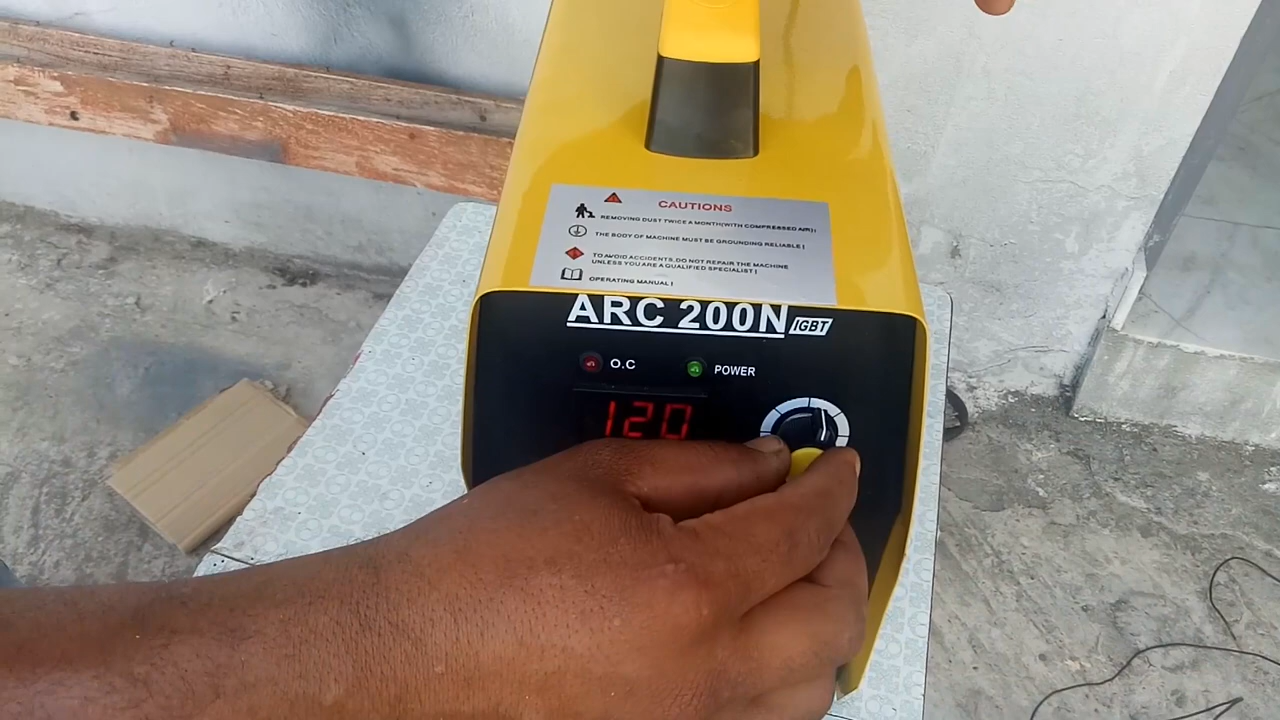 CAUTIONS
REMOVING DUST TWICE A MONTH(WITH COMPRESSED AIR)!
THE BODY OF MACHINE MUST BE GROUNDING RELIABLE!
TO AVOID ACCIDENTS,DO NOT REPAIR THE MACHINE
UNLESS YOU ARE A QUALIFIED SPECIALIST!
OPERATING MANUAL!
ARC 200N IGBT
O.C POWER
120